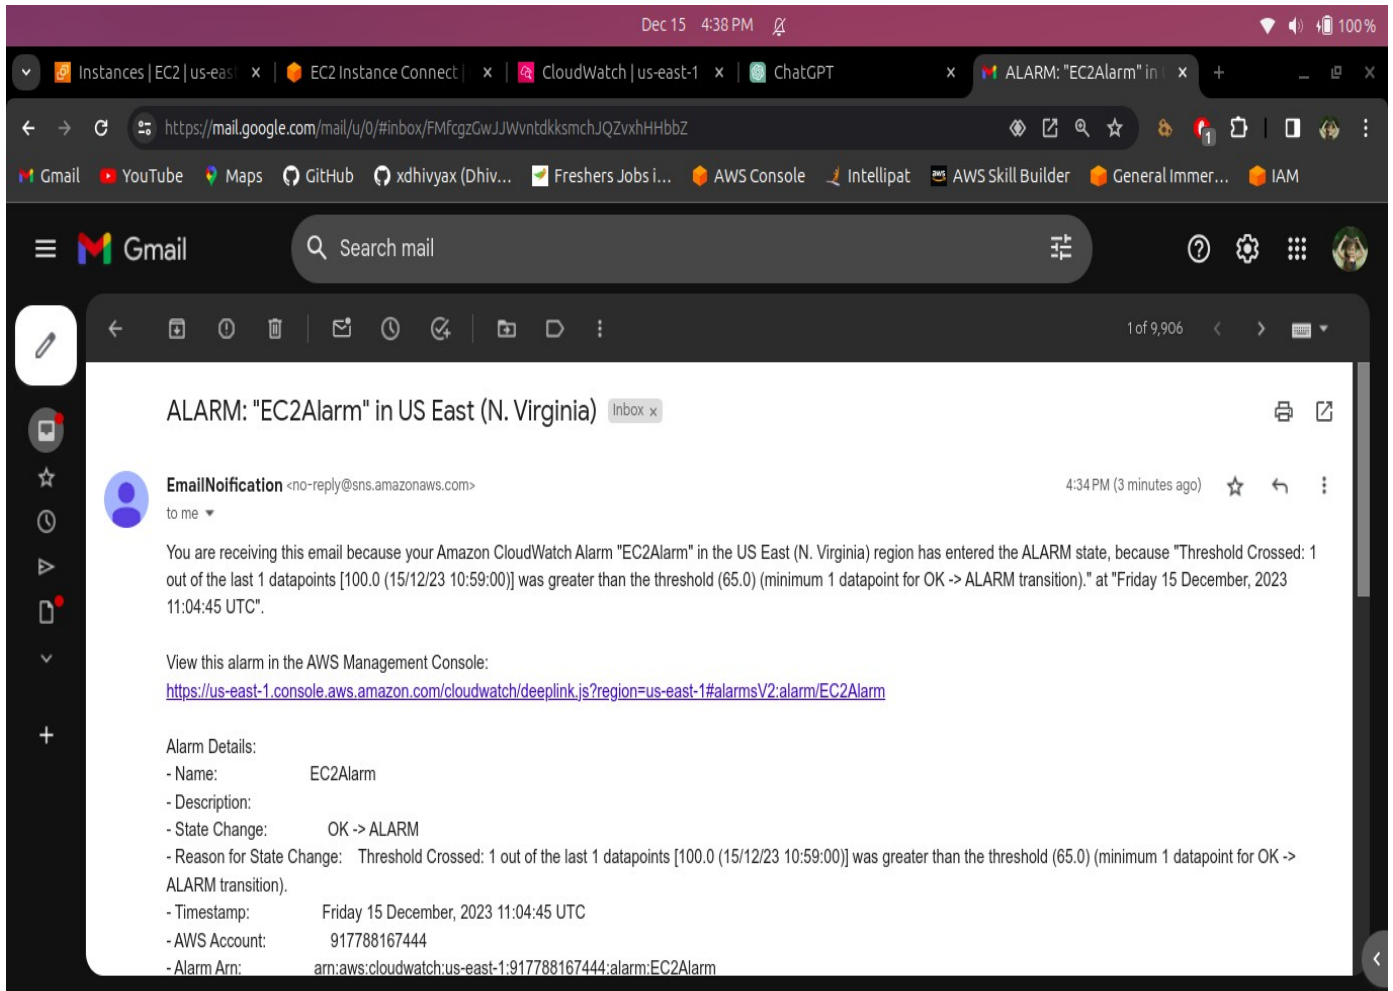 Dec 15 4:38 PM 100 %
Instances | EC2 | us-eas EC2 Instance Connect | CloudWatch | us-east-1 ChatGPT ALARM: "EC2Alarm" in
https://mail.google.com/mail/u/0/#inbox/FMfcgzGwJJWvntdkksmchJQZvxhHHbbZ 1
Gmail YouTube Maps GitHub xdhivyax (Dhiv... Freshers Jobs i... AWS Console Intellipat aws AWS Skill Builder General Immer... IAM
Gmail Search mail
1 of 9,906
ALARM: "EC2Alarm" in US East (N. Virginia) Inbox x
EmailNoification <no-reply@sns.amazonaws.com> 4:34 PM (3 minutes ago)
to me
You are receiving this email because your Amazon CloudWatch Alarm "EC2Alarm" in the US East (N. Virginia) region has entered the ALARM state, because "Threshold Crossed: 1
out of the last 1 datapoints [100.0 (15/12/23 10:59:00)] was greater than the threshold (65.0) (minimum 1 datapoint for OK -> ALARM transition)." at "Friday 15 December, 2023
11:04:45 UTC".
View this alarm in the AWS Management Console:
https://us-east-1.console.aws.amazon.com/cloudwatch/deeplink.js?region=us-east-1#alarmsV2:alarm/EC2Alarm
Alarm Details:
- Name: EC2Alarm
- Description:
- State Change: OK -> ALARM
- Reason for State Change: Threshold Crossed: 1 out of the last 1 datapoints [100.0 (15/12/23 10:59:00)] was greater than the threshold (65.0) (minimum 1 datapoint for OK ->
ALARM transition).
- Timestamp: Friday 15 December, 2023 11:04:45 UTC
- AWS Account: 917788167444
- Alarm Arn: arn:aws:cloudwatch:us-east-1:917788167444:alarm:EC2Alarm